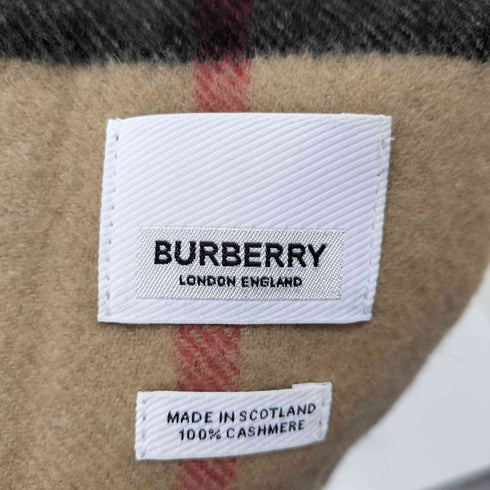 BURBERRY
LONDON ENGLAND
MADE IN SCOTLAND
100% CASHMERE